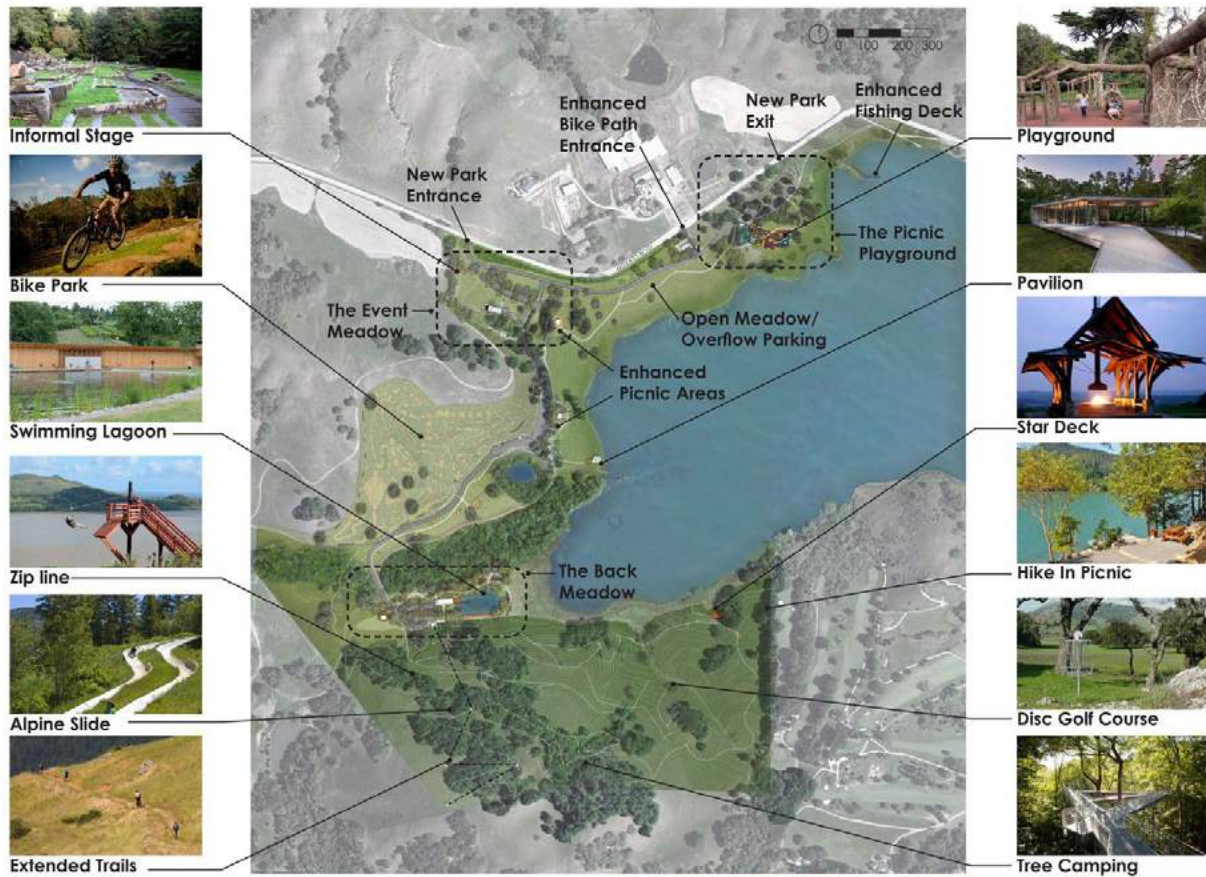 Informal Stage
Bike Park
Swimming Lagoon
Zip line
Alpine Slide
Extended Trails
0
100
200
300
Enhanced
Bike Path
Entrance
New Park
Exit
Enhanced
Fishing Deck
New Park
Entrance
The Picnic
Playground
The Event
Meadow
Open Meadow/
Overflow Parking
Enhanced
Picnic Areas
The Back
Meadow
Playground
Pavilion
Star Deck
Hike In Picnic
Disc Golf Course
Tree Camping